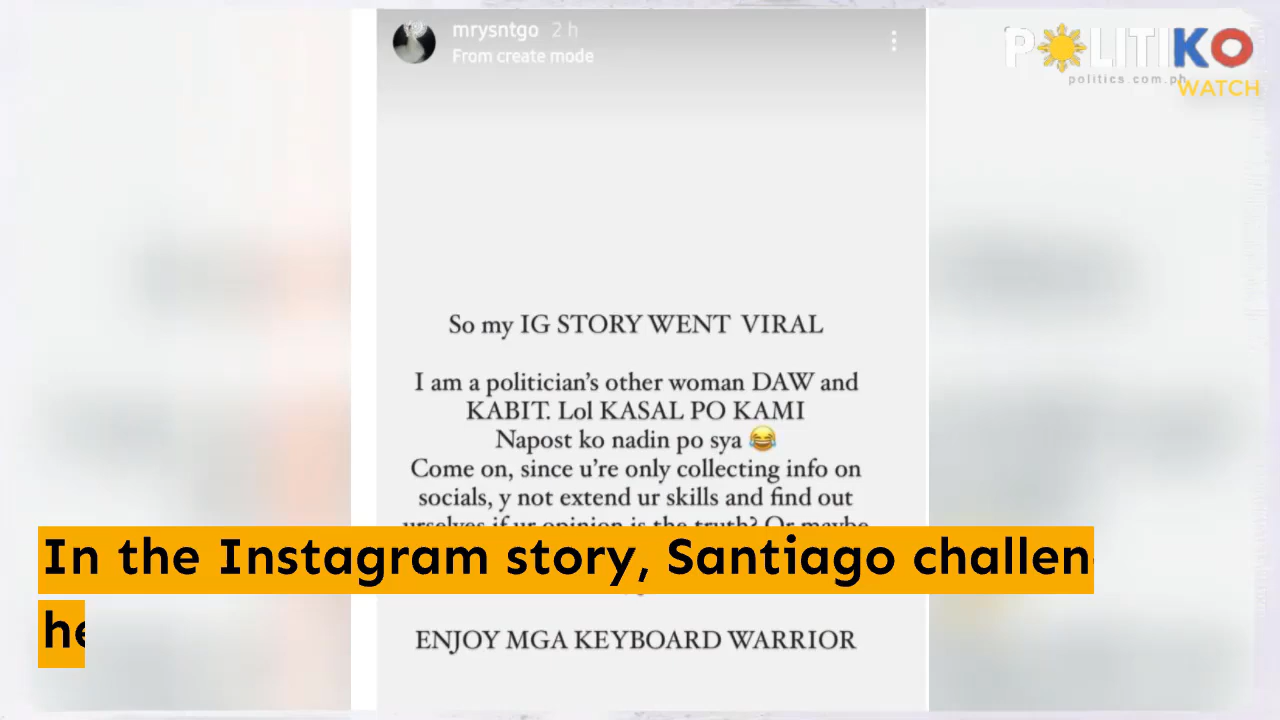 mrysntgo 2 h
From create mode
POLITIKO
politics.com.ph
WATCH
So my IG STORY WENT VIRAL
I am a politician's other woman DAW and
KABIT. Lol KASAL PO KAMI
Napost ko nadin po sya 😂
Come on, since u're only collecting info on
socials, y not extend ur skills and find out
urselves if ur opinion is the truth? Or maybe
In the Instagram story, Santiago challen
he
ENJOY MGA KEYBOARD WARRIOR